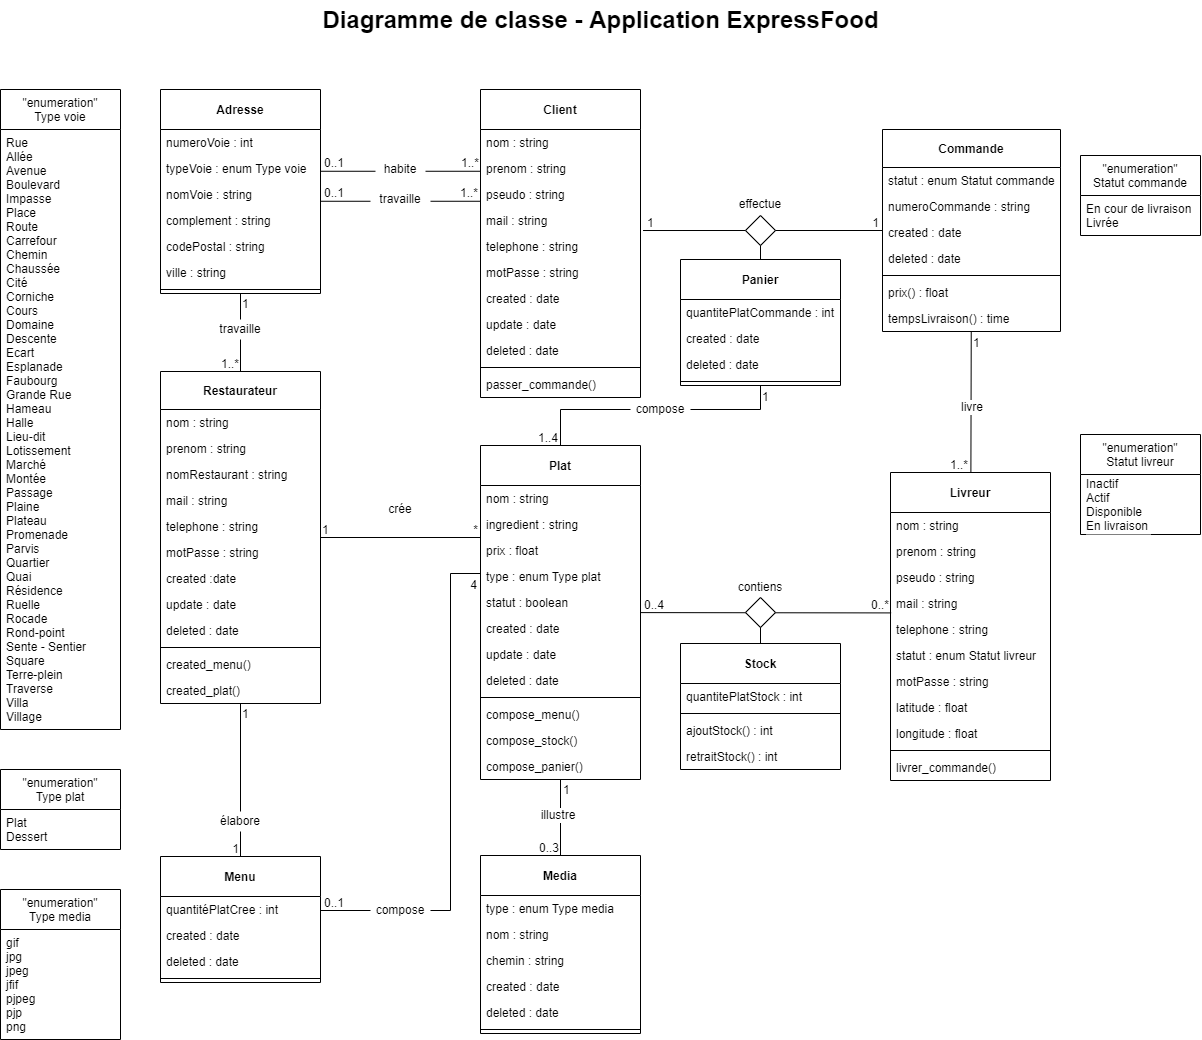 Diagramme de classe - Application ExpressFood
"enumeration"
Type voie
Rue
Allée
Avenue
Boulevard
Impasse
Place
Route
Carrefour
Chemin
Chaussée
Cité
Corniche
Cours
Domaine
Descente
Ecart
Esplanade
Faubourg
Grande Rue
Hameau
Halle
Lieu-dit
Lotissement
Marché
Montée
Passage
Plaine
Plateau
Promenade
Parvis
Quartier
Quai
Résidence
Ruelle
Rocade
Rond-point
Sente - Sentier
Square
Terre-plein
Traverse
Villa
Village
"enumeration"
Type plat
Plat
Dessert
"enumeration"
Type media
gif
jpg
jpeg
jfif
pjpeg
pjp
png
Adresse
numeroVoie : int
typeVoie : enum Type voie
nomVoie : string
complement : string
codePostal : string
ville : string
0..1
habite
1..*
0..1
travaille
1..*
1
travaille
1..*
Restaurateur
nom : string
prenom : string
nomRestaurant : string
mail : string
telephone : string
motPasse : string
created :date
update : date
deleted : date
created_menu()
created_plat()
1
crée
*
1
élabore
1
Menu
quantitéPlatCree : int
created : date
deleted : date
0..1
compose
4
Client
nom : string
prenom : string
pseudo : string
mail : string
telephone : string
motPasse : string
created : date
update : date
deleted : date
passer_commande()
1
effectue
1
Panier
quantitePlatCommande : int
created : date
deleted : date
1
compose
1..4
Plat
nom : string
ingredient : string
prix : float
type : enum Type plat
statut : boolean
created : date
update : date
deleted : date
compose_menu()
compose_stock()
compose_panier()
1
illustre
0..3
Media
type : enum Type media
nom : string
chemin : string
created : date
deleted : date
0..4
contiens
0..*
Stock
quantitePlatStock : int
ajoutStock() : int
retraitStock() : int
Commande
statut : enum Statut commande
numeroCommande : string
created : date
deleted : date
prix() : float
tempsLivraison() : time
1
livre
1..*
Livreur
nom : string
prenom : string
pseudo : string
mail : string
telephone : string
statut : enum Statut livreur
motPasse : string
latitude : float
longitude : float
livrer_commande()
"enumeration"
Statut commande
En cour de livraison
Livrée
"enumeration"
Statut livreur
Inactif
Actif
Disponible
En livraison